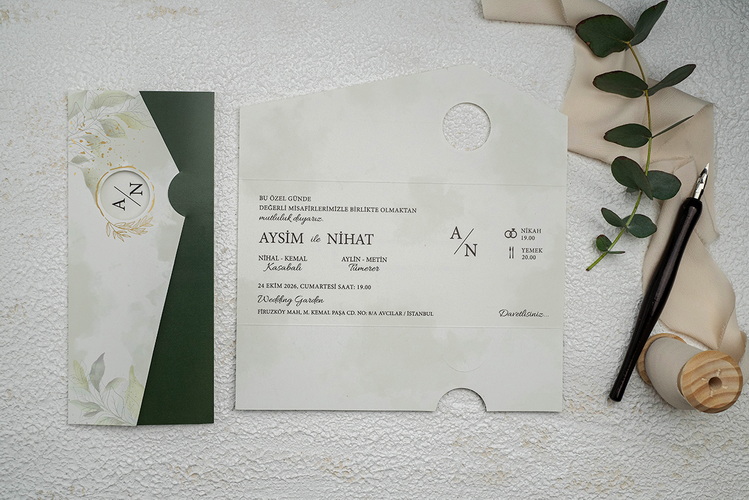 A/N
BU ÖZEL GÜNDE
DEĞERLİ MİSAFİRLERİMİZLE BİRLİKTE OLMAKTAN
mutluluk duyarız.
AYSİM ile NİHAT
NİHAL - KEMAL
Kasabalı
AYLİN - METİN
Tümerer
24 EKİM 2026, CUMARTESİ SAAT: 19.00
Wedding Garden
FİRUZKÖY MAH, M. KEMAL PAŞA CD. NO: 8/A AVCILAR / İSTANBUL
A/N
NİKAH
19.00
YEMEK
20.00
Davetlisiniz...